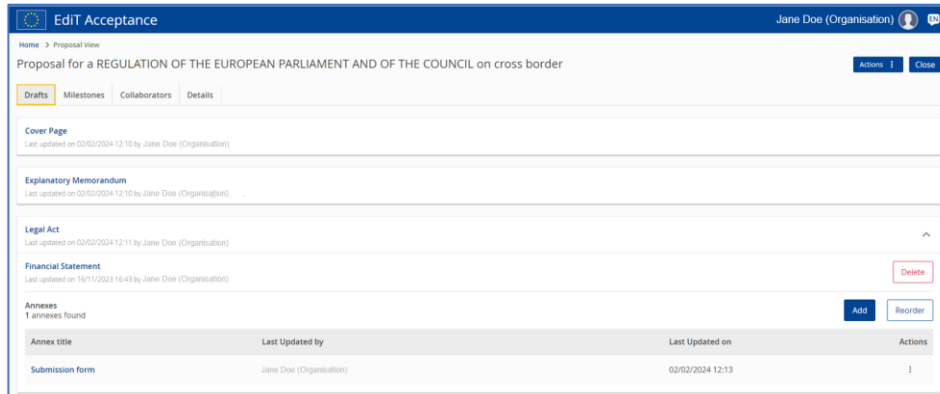 EdiT Acceptance
Jane Doe (Organisation)
EN
Home > Proposal View
Proposal for a REGULATION OF THE EUROPEAN PARLIAMENT AND OF THE COUNCIL on cross border
Actions ⋮
Close
Drafts Milestones Collaborators Details
Cover Page
Last updated on 02/02/2024 12:10 by Jane Doe (Organisation)
Explanatory Memorandum
Last updated on 02/02/2024 12:10 by Jane Doe (Organisation)
Legal Act
Last updated on 02/02/2024 12:11 by Jane Doe (Organisation)
Financial Statement
Last updated on 16/11/2023 16:43 by Jane Doe (Organisation)
Delete
Annexes
1 annexes found
Add
Reorder
Annex title Last Updated by Last Updated on Actions
Submission form Jane Doe (Organisation) 02/02/2024 12:13 ⋮